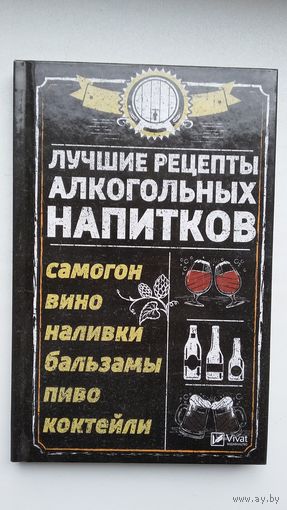 ЛУЧШИЕ РЕЦЕПТЫ
АЛКОГОЛЬНЫХ
НАПИТКОВ
самогон
вино
наливки
бальзамы
пиво
коктейли
Vivat
www.ay.by